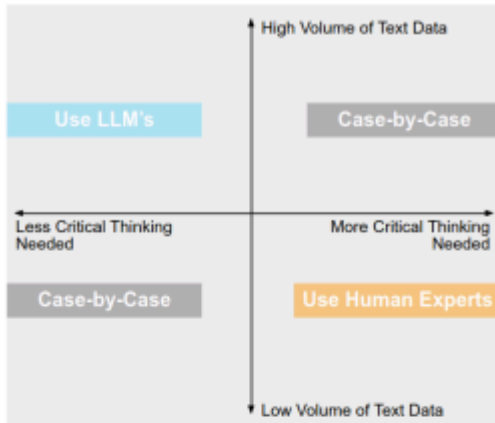 High Volume of Text Data
Use LLM's
Case-by-Case
Less Critical Thinking
Needed
More Critical Thinking
Needed
Case-by-Case
Use Human Experts
Low Volume of Text Data